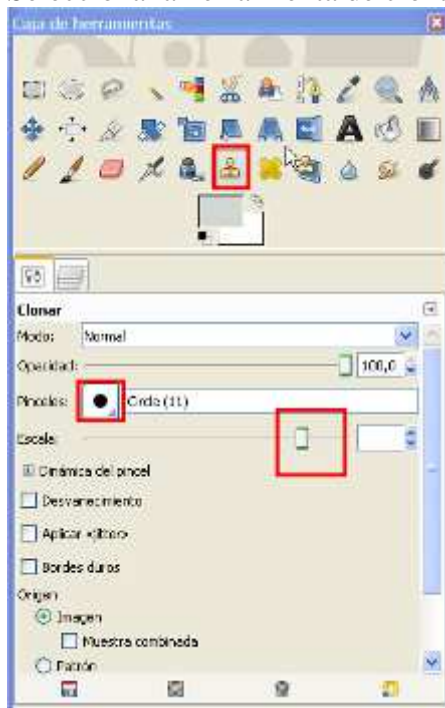 Caja de herramientas
Clonar
Modo: Normal
Opacidad: 100,0
Pinceles: Circle (11)
Escala:
Dinámica del pincel
Desvanecimiento
Aplicar <jitter>
Bordes duros
Origen
Imagen
Muestra combinada
Patrón